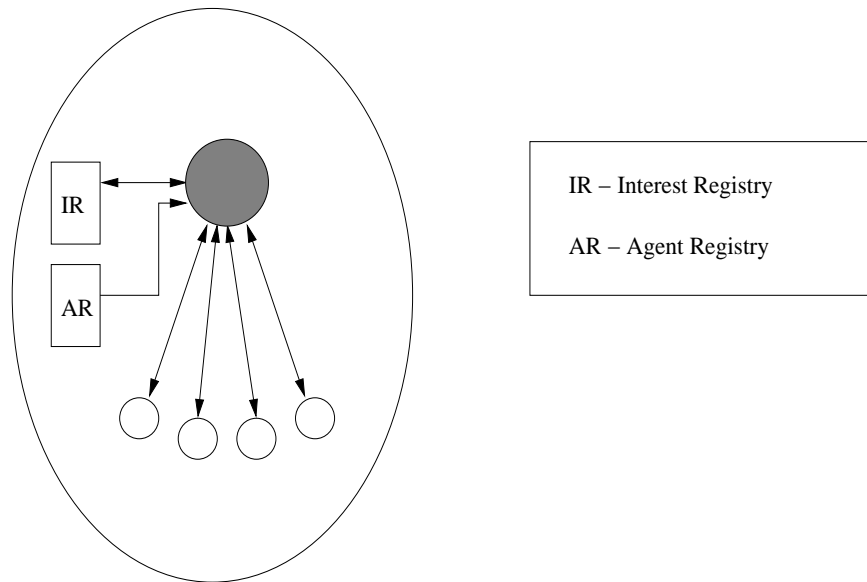 IR
AR
IR – Interest Registry
AR – Agent Registry